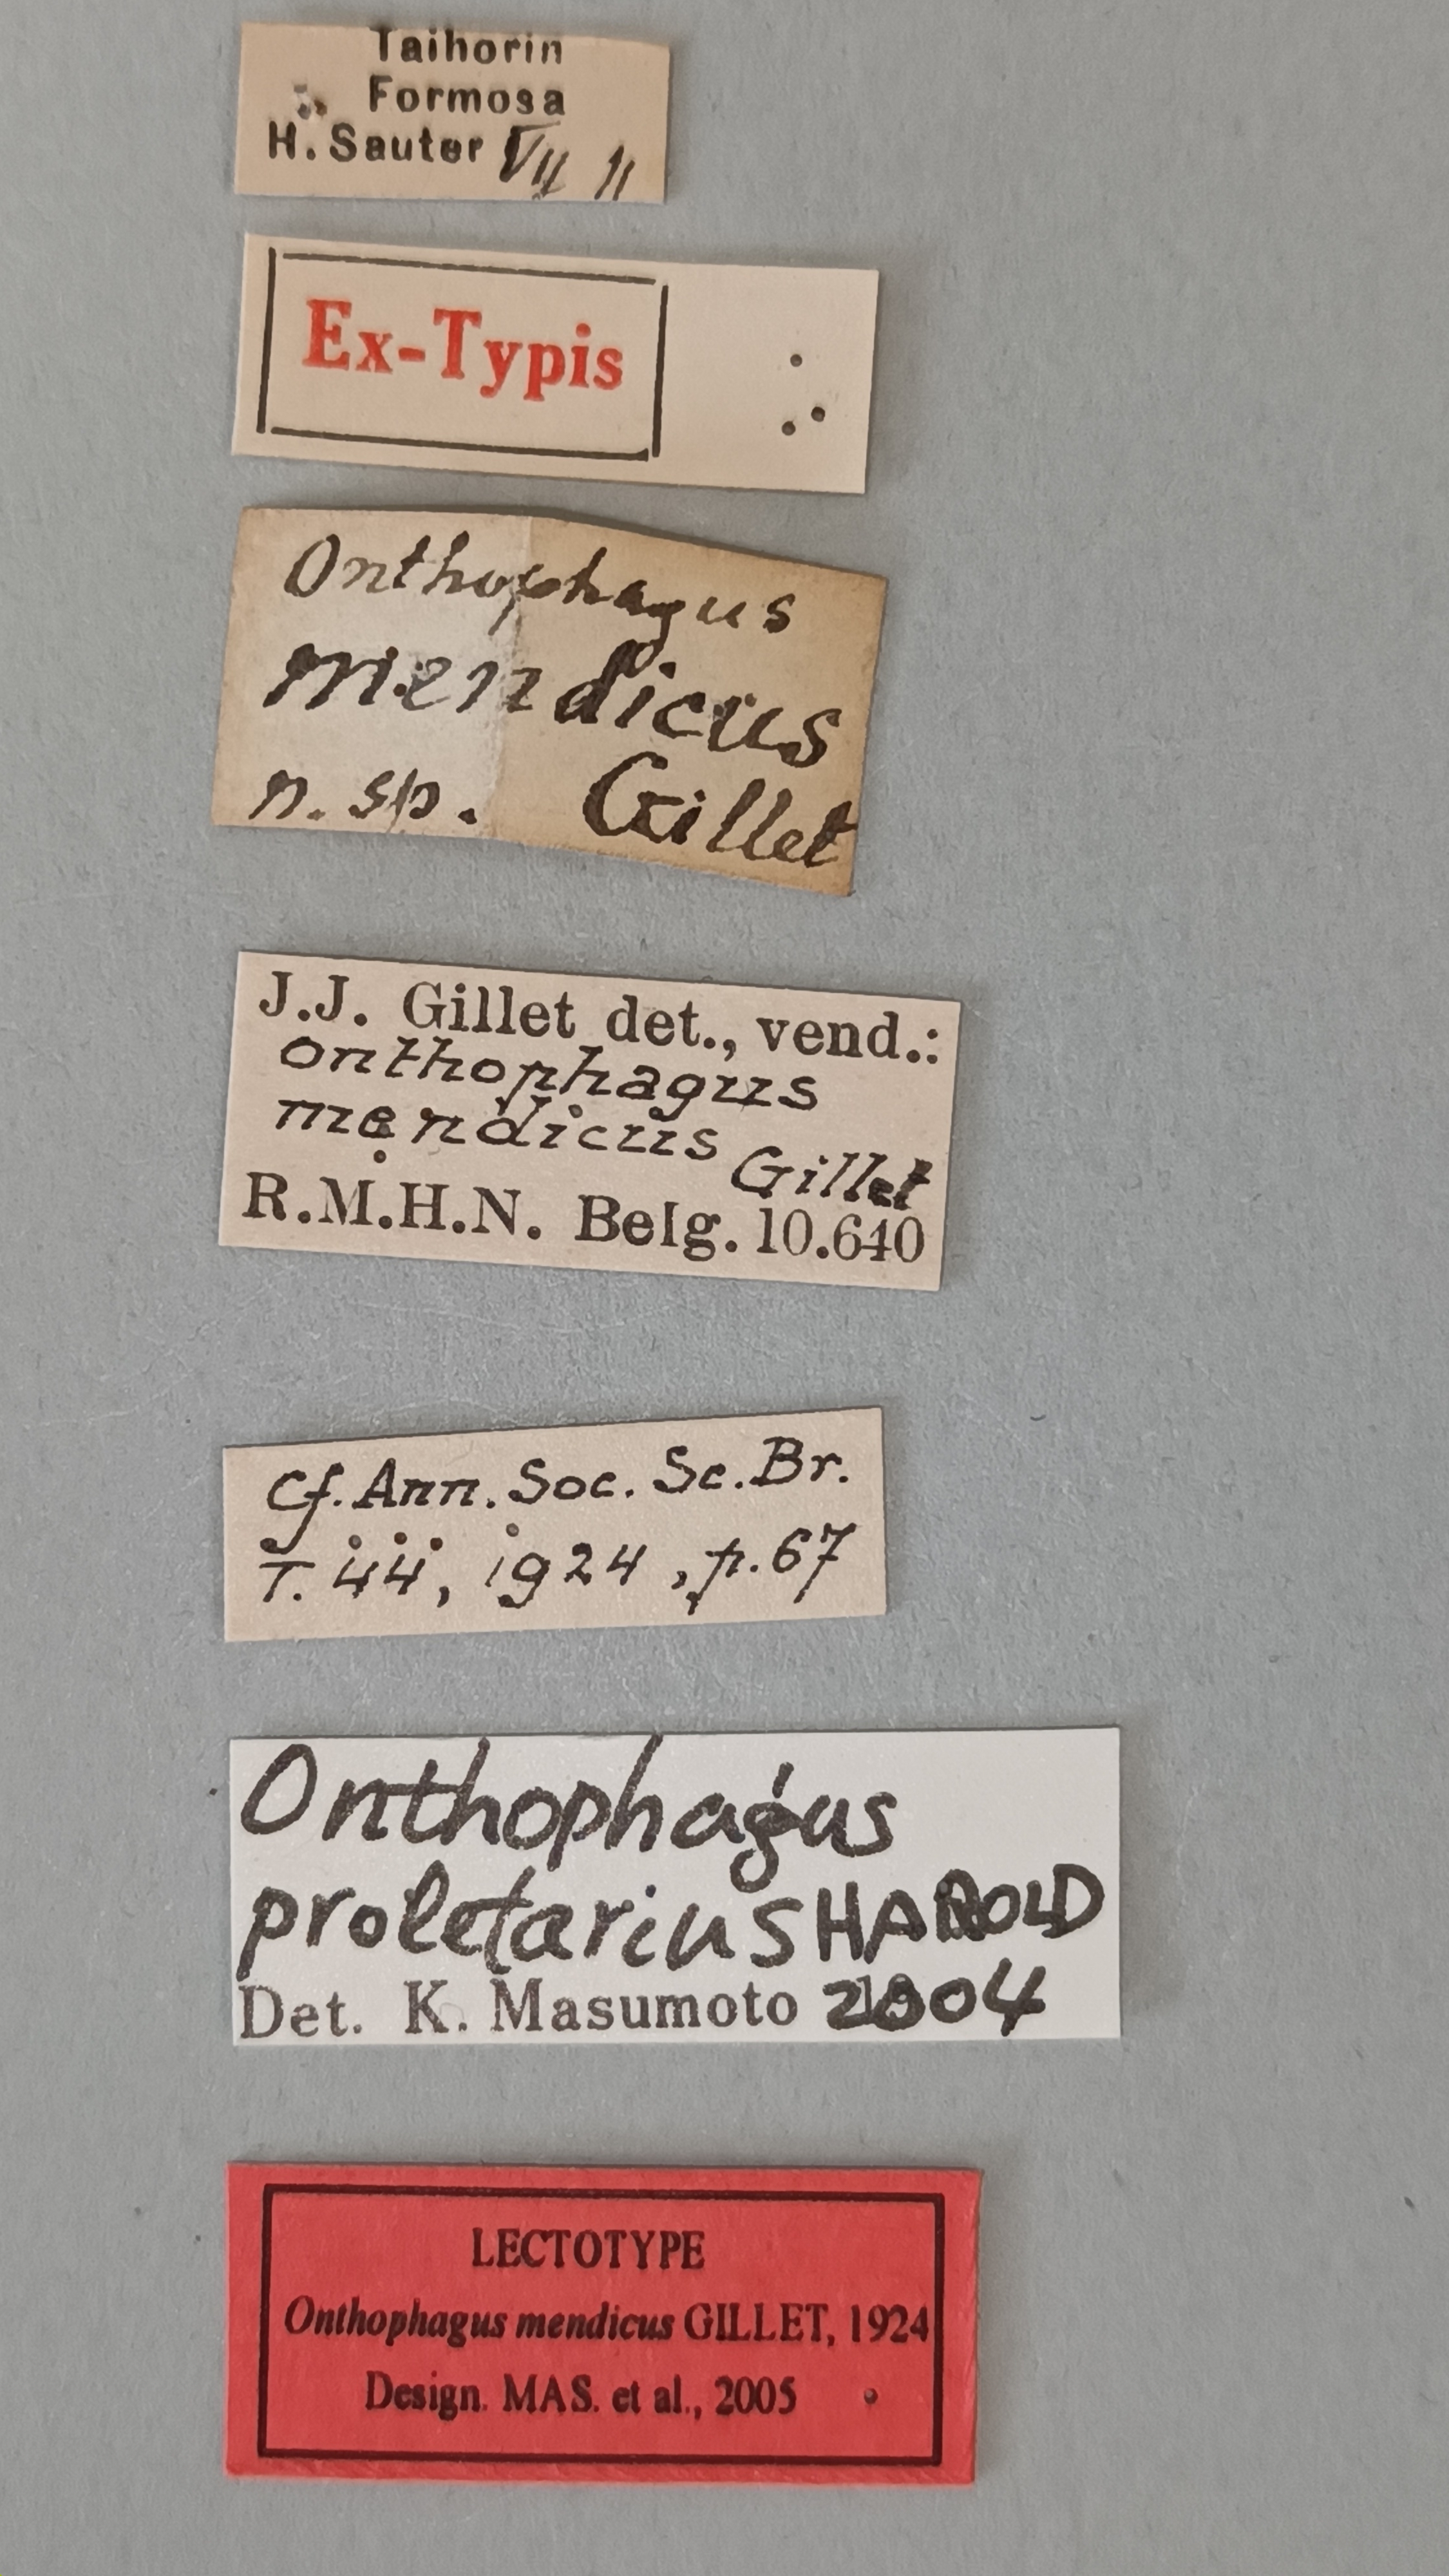 Taihorin
Formosa
H. Sauter VII 11
Ex-Typis
Onthophagus
mendicus
n. sp. Gillet
J.J. Gillet det., vend.:
onthophagus
mendicus Gillet
R.M.H.N. Belg. 10.640
Cf. Ann. Soc. Sc. Br.
T. 44, 1924, p. 67
Onthophagus
proletarius HAROLD
Det. K. Masumoto 2004
LECTOTYPE
Onthophagus mendicus GILLET, 1924
Design. MAS. et al., 2005